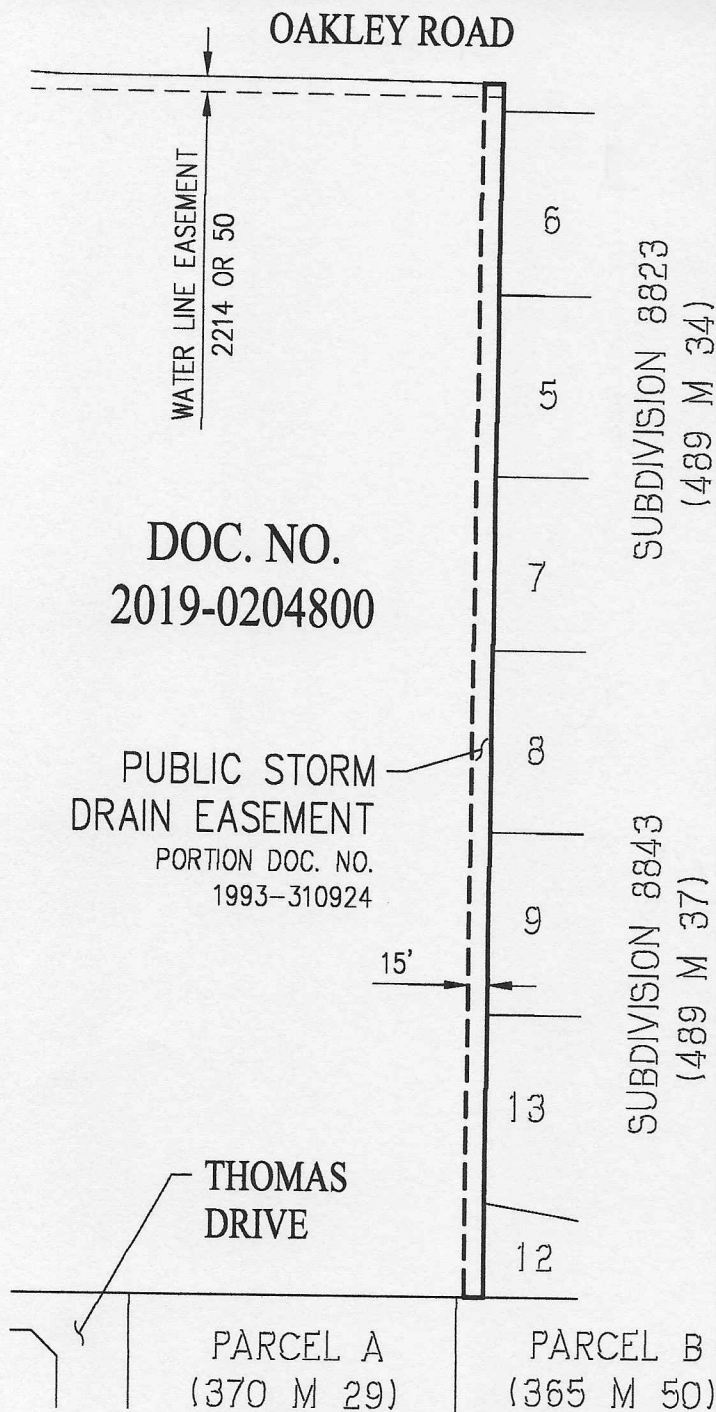 OAKLEY ROAD
WATER LINE EASEMENT
2214 OR 50
6
5
7
8
9
13
12
SUBDIVISION 8823
(489 M 34)
DOC. NO.
2019-0204800
PUBLIC STORM
DRAIN EASEMENT
PORTION DOC. NO.
1993-310924
15'
SUBDIVISION 8843
(489 M 37)
THOMAS
DRIVE
PARCEL A
(370 M 29)
PARCEL B
(365 M 50)